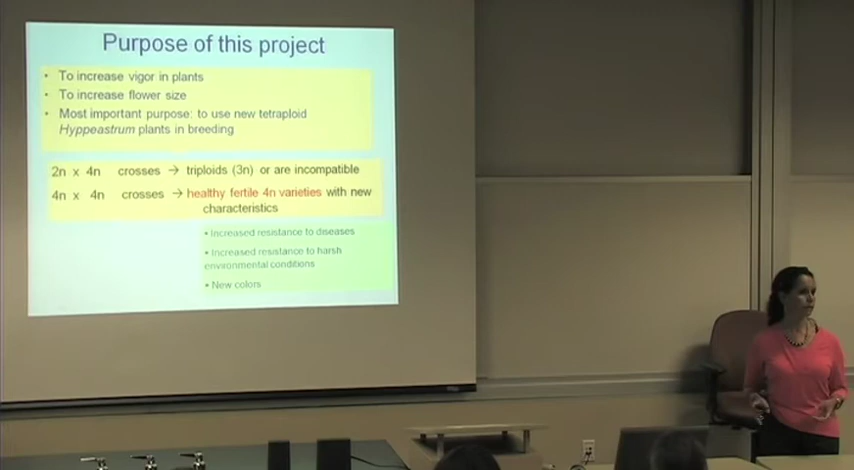 Purpose of this project
• To increase vigor in plants
• To increase flower size
• Most important purpose: to use new tetraploid
Hyppeastrum plants in breeding
2n x 4n crosses → triploids (3n) or are incompatible
4n x 4n crosses → healthy fertile 4n varieties with new
characteristics
• Increased resistance to diseases
• Increased resistance to harsh
environmental conditions
• New colors